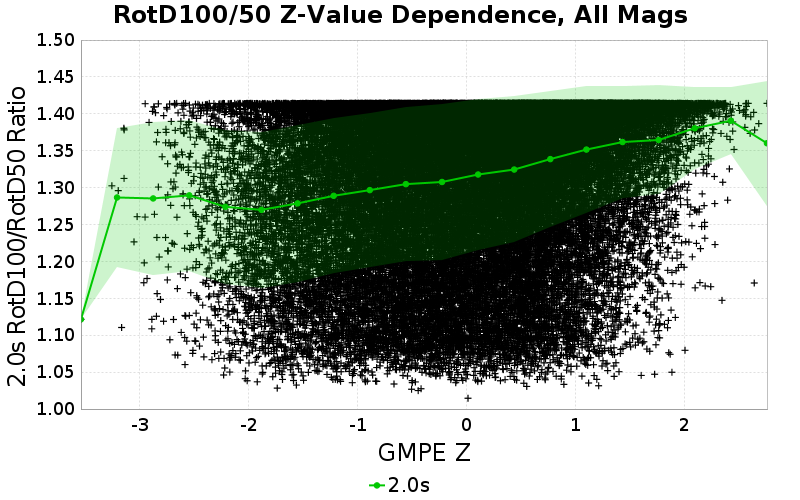 RotD100/50 Z-Value Dependence, All Mags
2.0s RotD100/RotD50 Ratio
1.50
1.45
1.40
1.35
1.30
1.25
1.20
1.15
1.10
1.05
1.00
-3 -2 -1 0 1 2
GMPE Z
2.0s